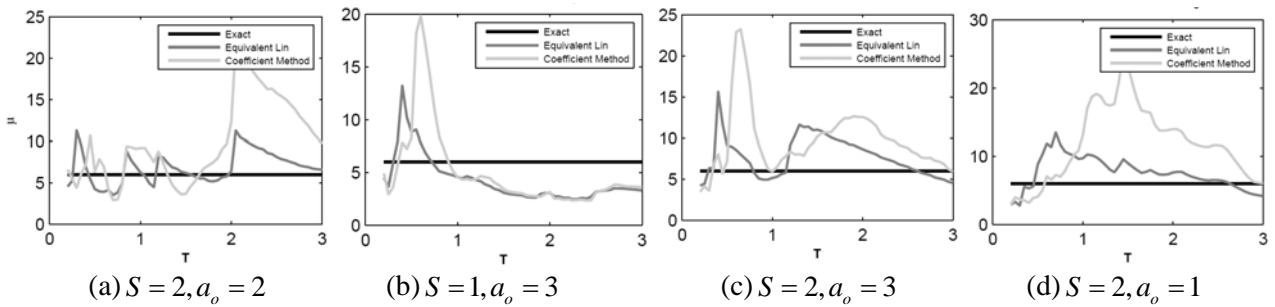 25
20
15
10
5
0
μ
0
1
2
3
T
Exact
Equivalent Lin
Coefficient Method
(a) S = 2, a_o = 2
20
15
10
5
0
0
1
2
3
T
Exact
Equivalent Lin
Coefficient Method
(b) S = 1, a_o = 3
25
20
15
10
5
0
0
1
2
3
T
Exact
Equivalent Lin
Coefficient Method
(c) S = 2, a_o = 3
30
20
10
0
0
1
2
3
T
Exact
Equivalent Lin
Coefficient Method
(d) S = 2, a_o = 1